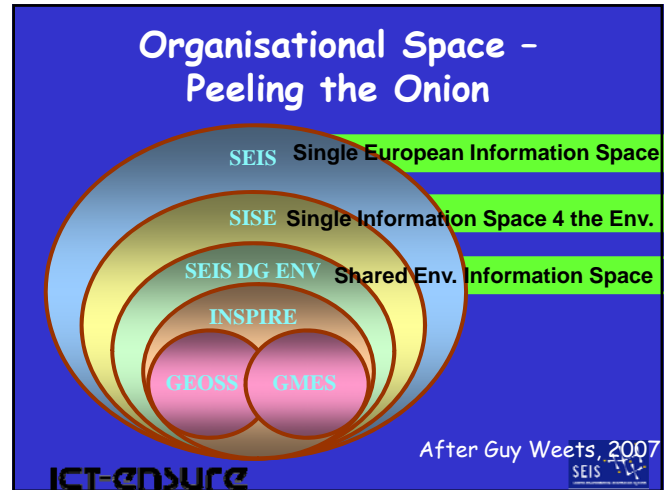 Organisational Space –
Peeling the Onion
SEIS Single European Information Space
SISE Single Information Space 4 the Env.
SEIS DG ENV Shared Env. Information Space
INSPIRE
GEOSS GMES
After Guy Weets, 2007
SEIS
ICT-ensure